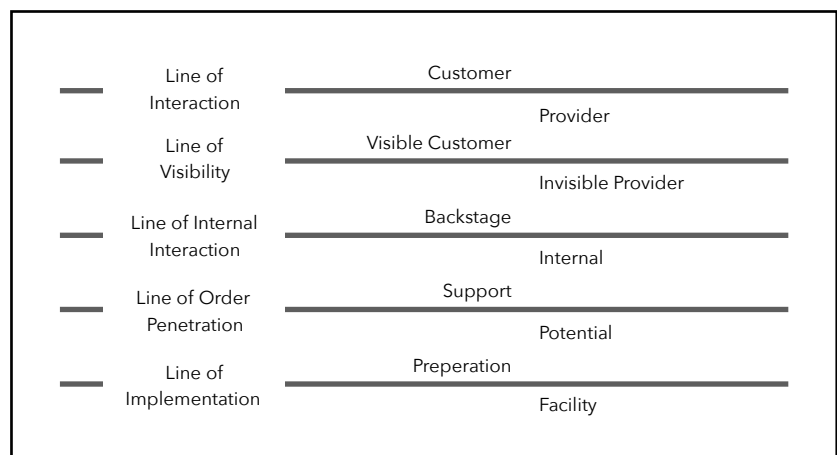 Line of
Interaction
Customer
Provider
Line of
Visibility
Visible Customer
Invisible Provider
Line of Internal
Interaction
Backstage
Internal
Line of Order
Penetration
Support
Potential
Line of
Implementation
Preperation
Facility